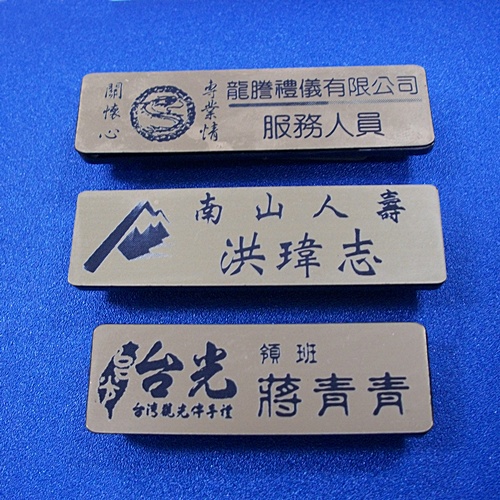 關懷心
專業情
龍騰禮儀有限公司
服務人員
南山人壽
洪瑋志
台光
台灣觀光伴手禮
領班
蔣青青